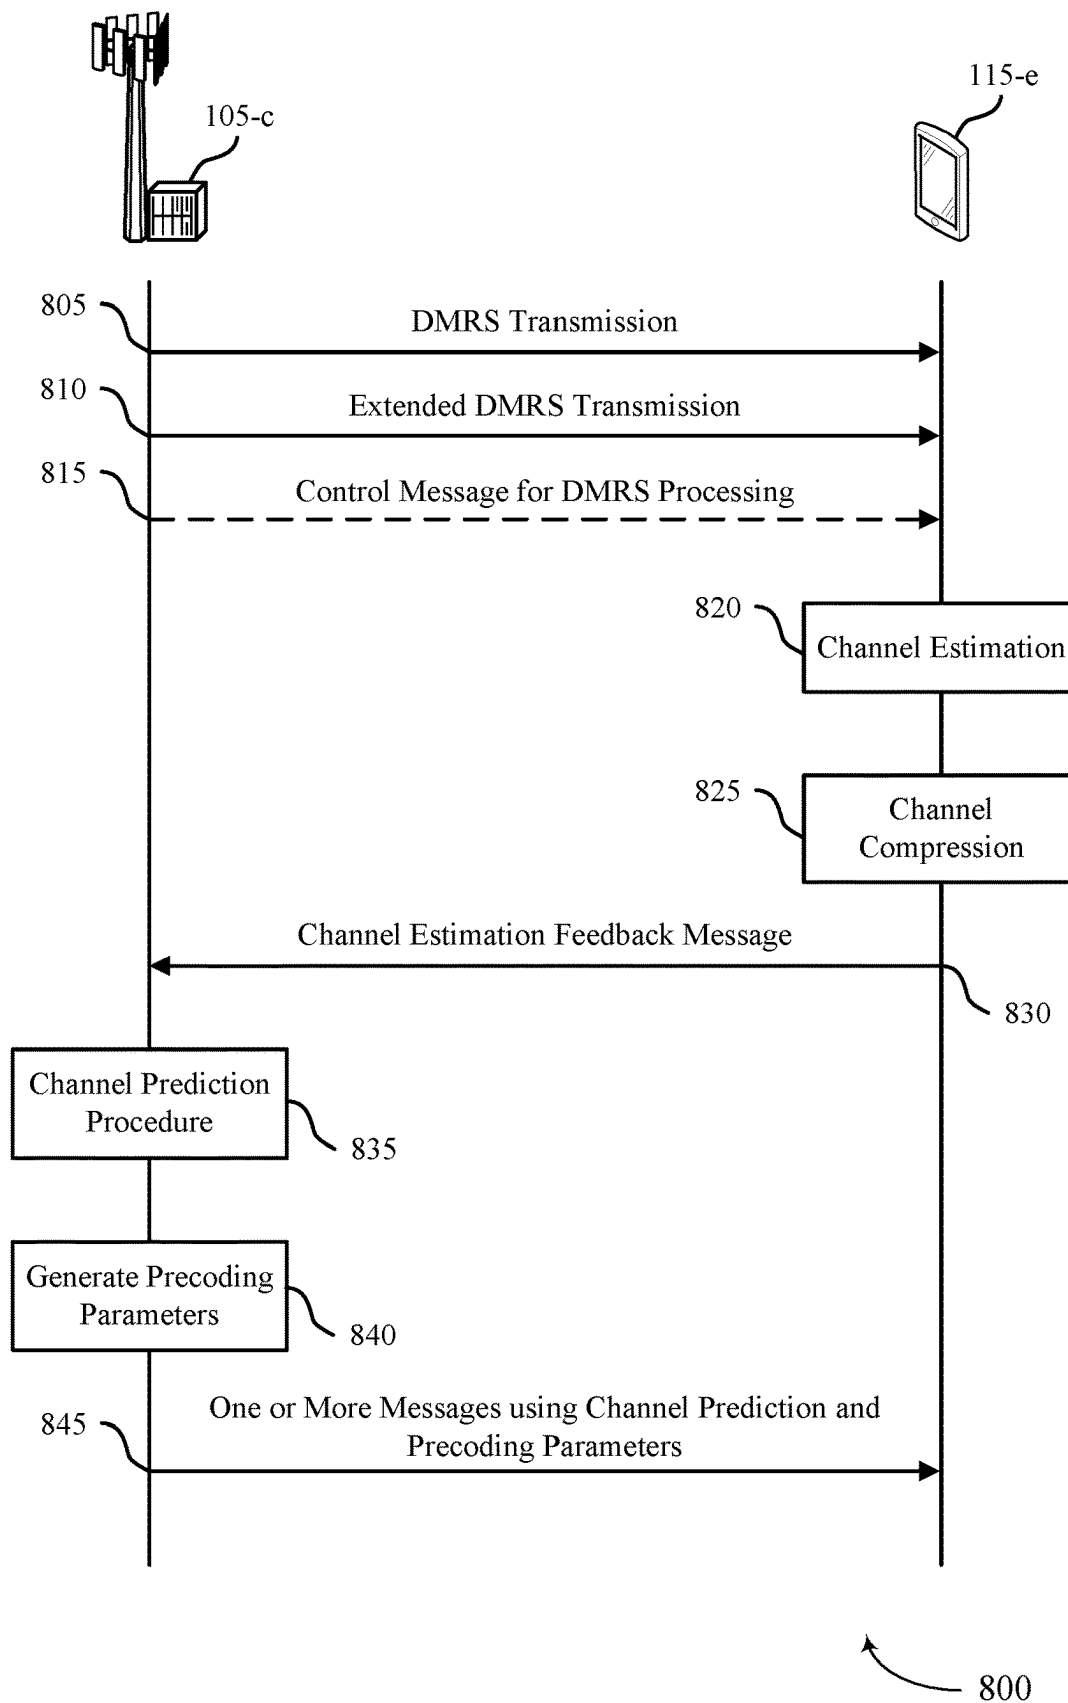 115-e
105-c
805
DMRS Transmission
810
Extended DMRS Transmission
815
Control Message for DMRS Processing
820
Channel Estimation
825
Channel
Compression
Channel Estimation Feedback Message
830
Channel Prediction
Procedure
835
Generate Precoding
Parameters
840
845
One or More Messages using Channel Prediction and
Precoding Parameters
800